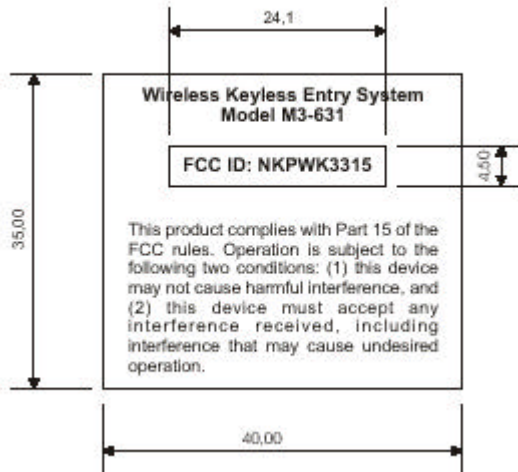 24,1
Wireless Keyless Entry System
Model M3-631
FCC ID: NKPWK3315
4,50
35,00
This product complies with Part 15 of the
FCC rules. Operation is subject to the
following two conditions: (1) this device
may not cause harmful interference, and
(2) this device must accept any
interference received, including
interference that may cause undesired
operation.
40,00